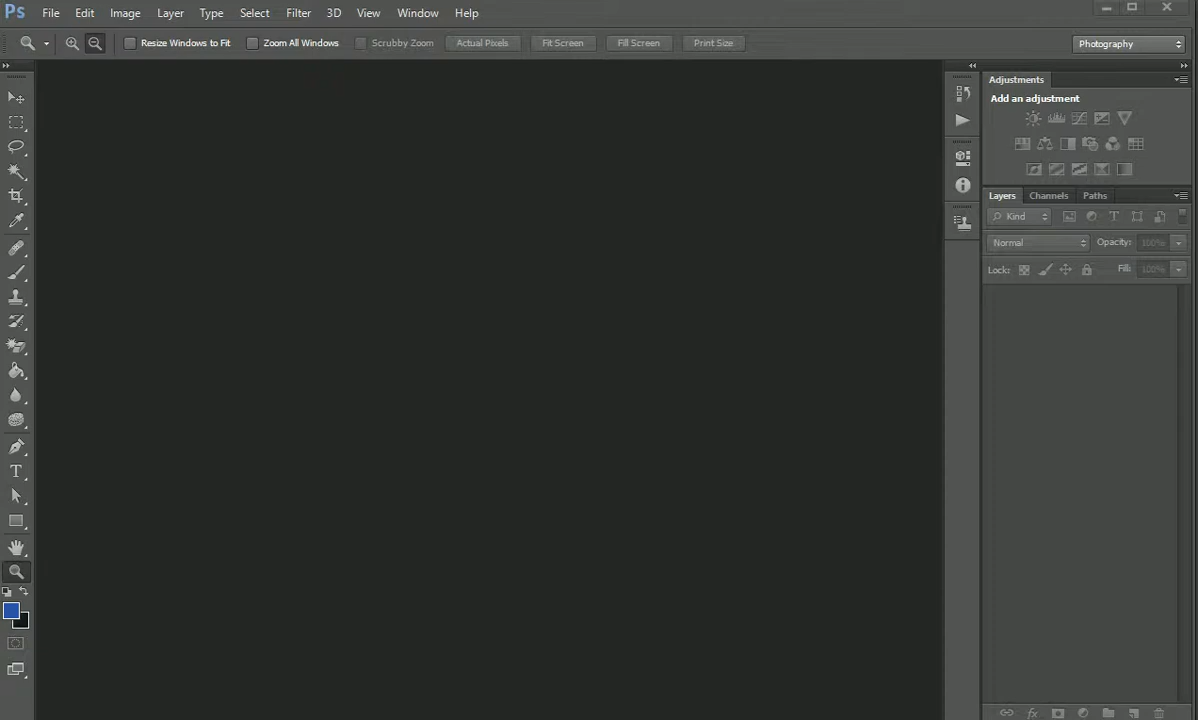 Ps File Edit Image Layer Type Select Filter 3D View Window Help
Resize Windows to Fit Zoom All Windows Scrubby Zoom Actual Pixels Fit Screen Fill Screen Print Size Photography
Adjustments
Add an adjustment
Layers Channels Paths
Kind
Normal Opacity: 100%
Lock: Fill: 100%